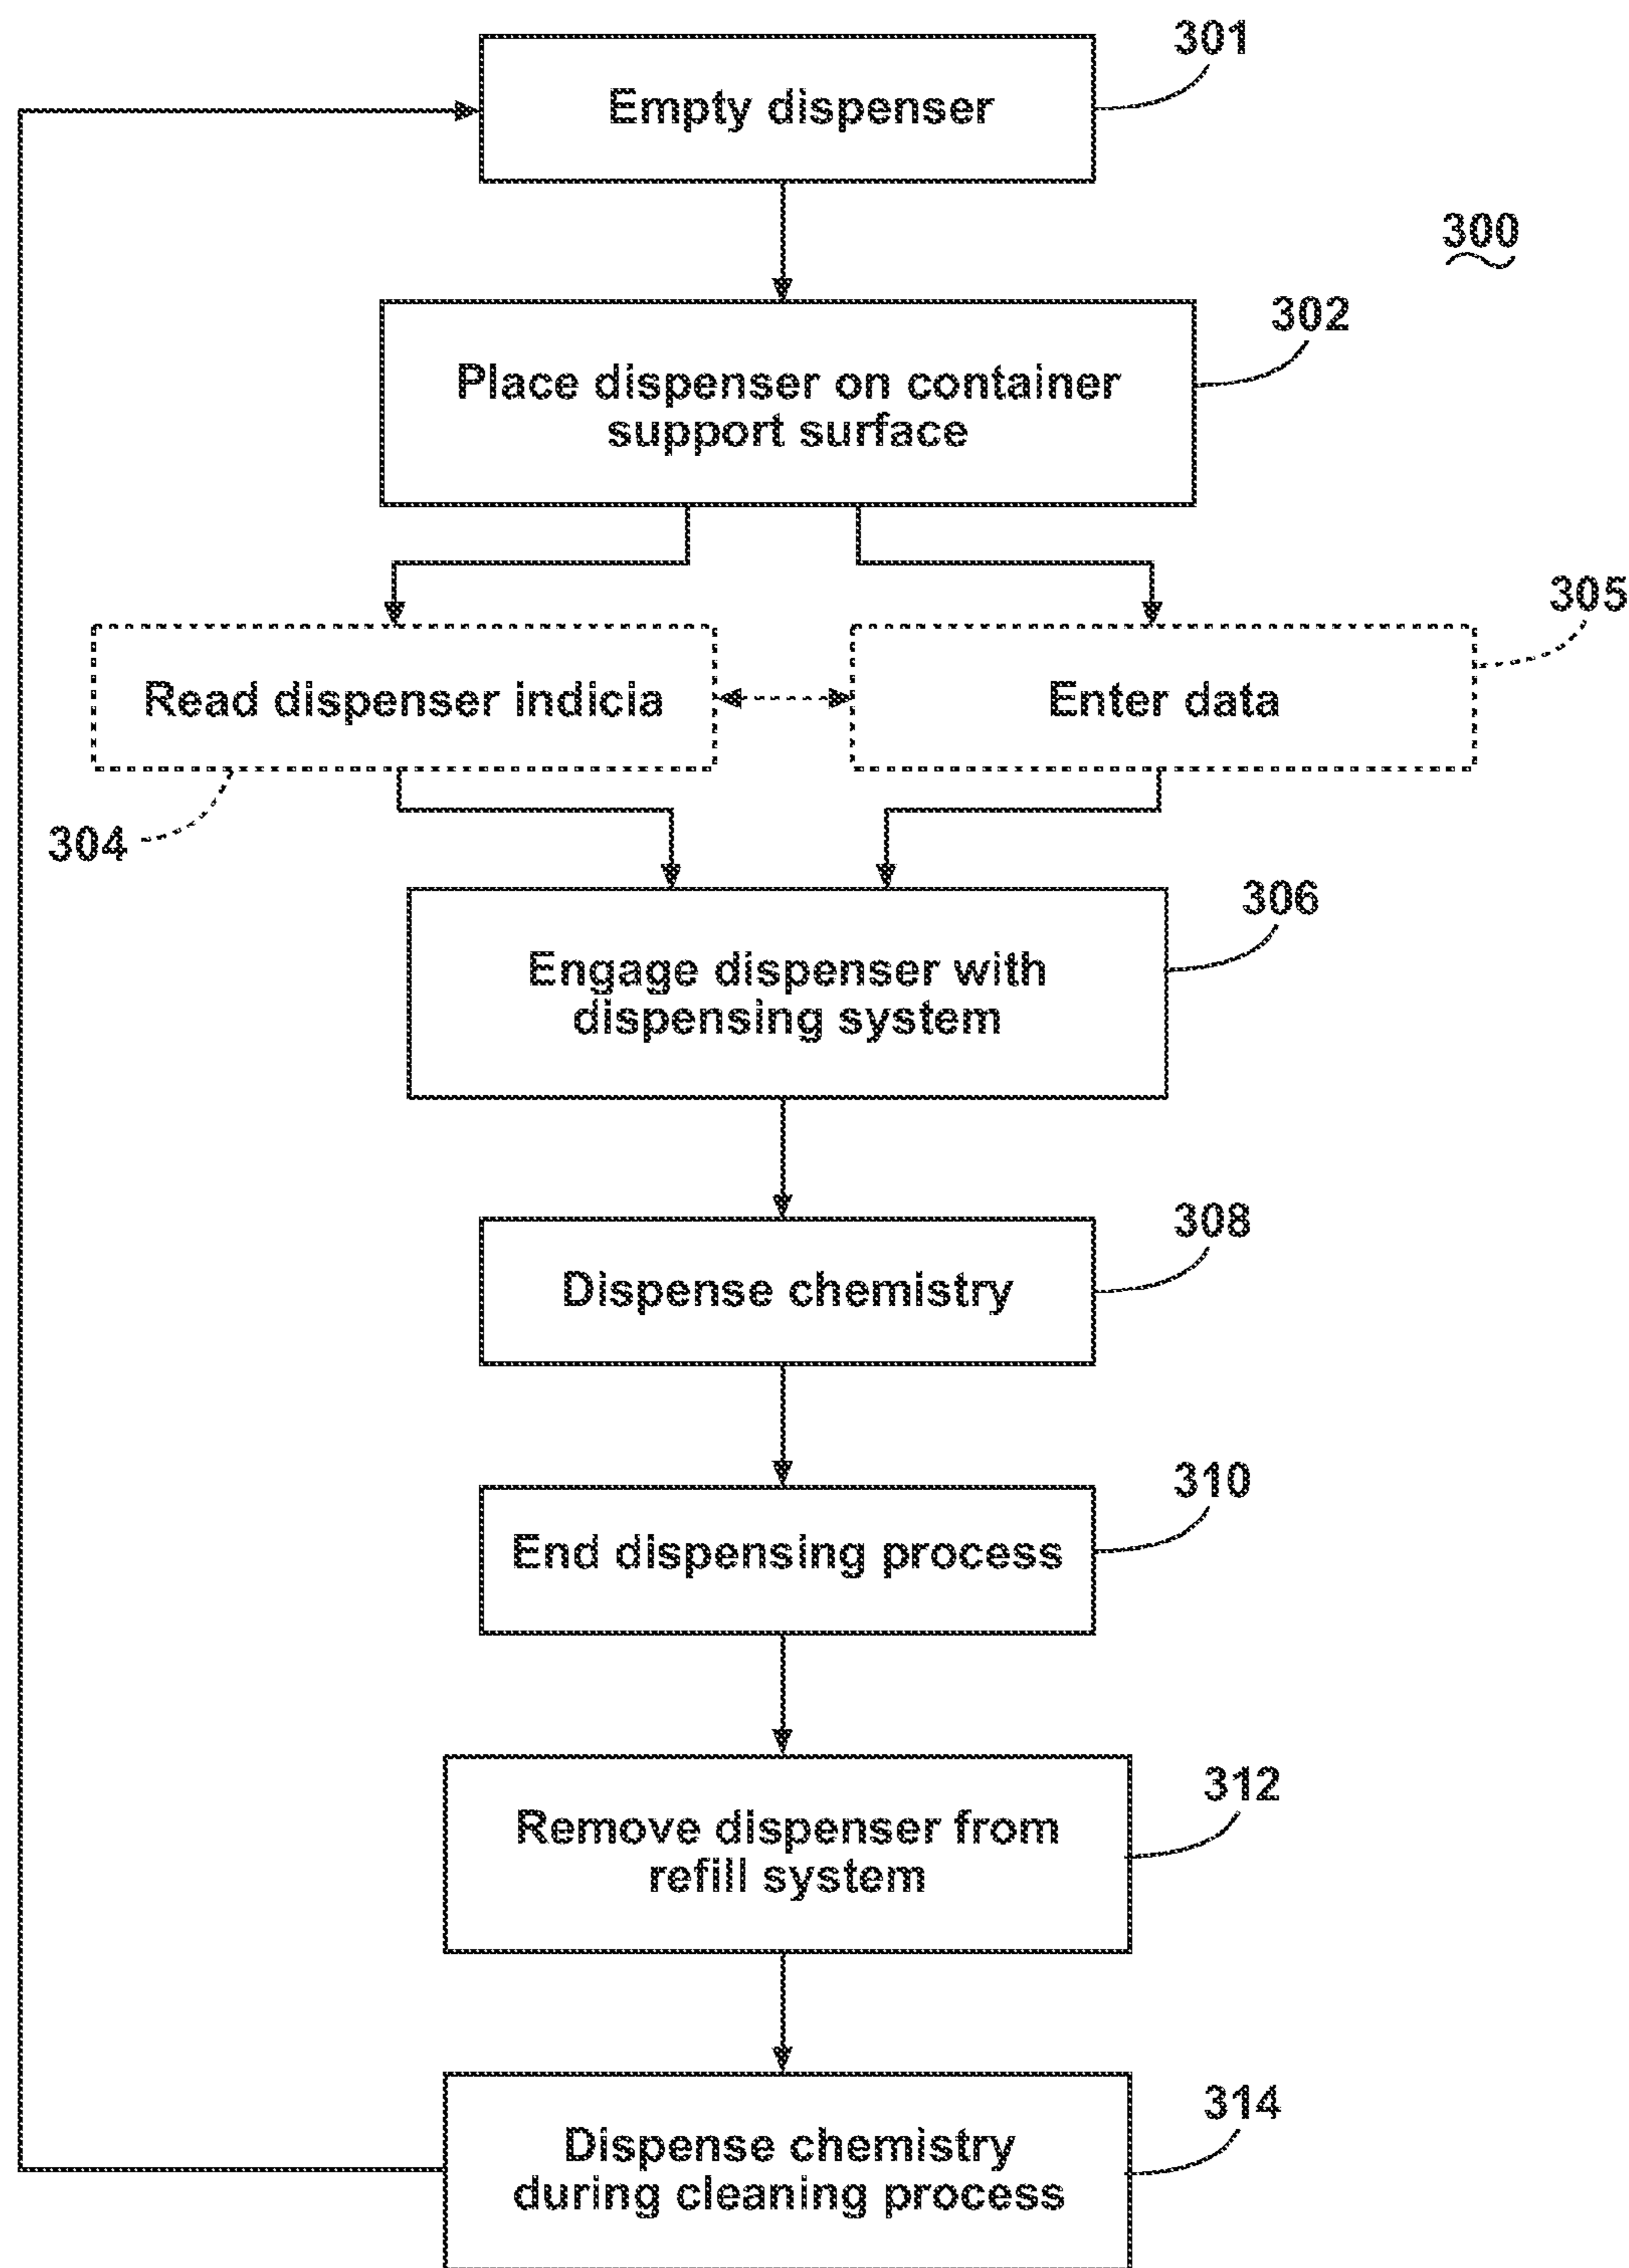 301
Empty dispenser
300
302
Place dispenser on container
support surface
305
Read dispenser indicia
Enter data
304
306
Engage dispenser with
dispensing system
308
Dispense chemistry
310
End dispensing process
312
Remove dispenser from
refill system
314
Dispense chemistry
during cleaning process